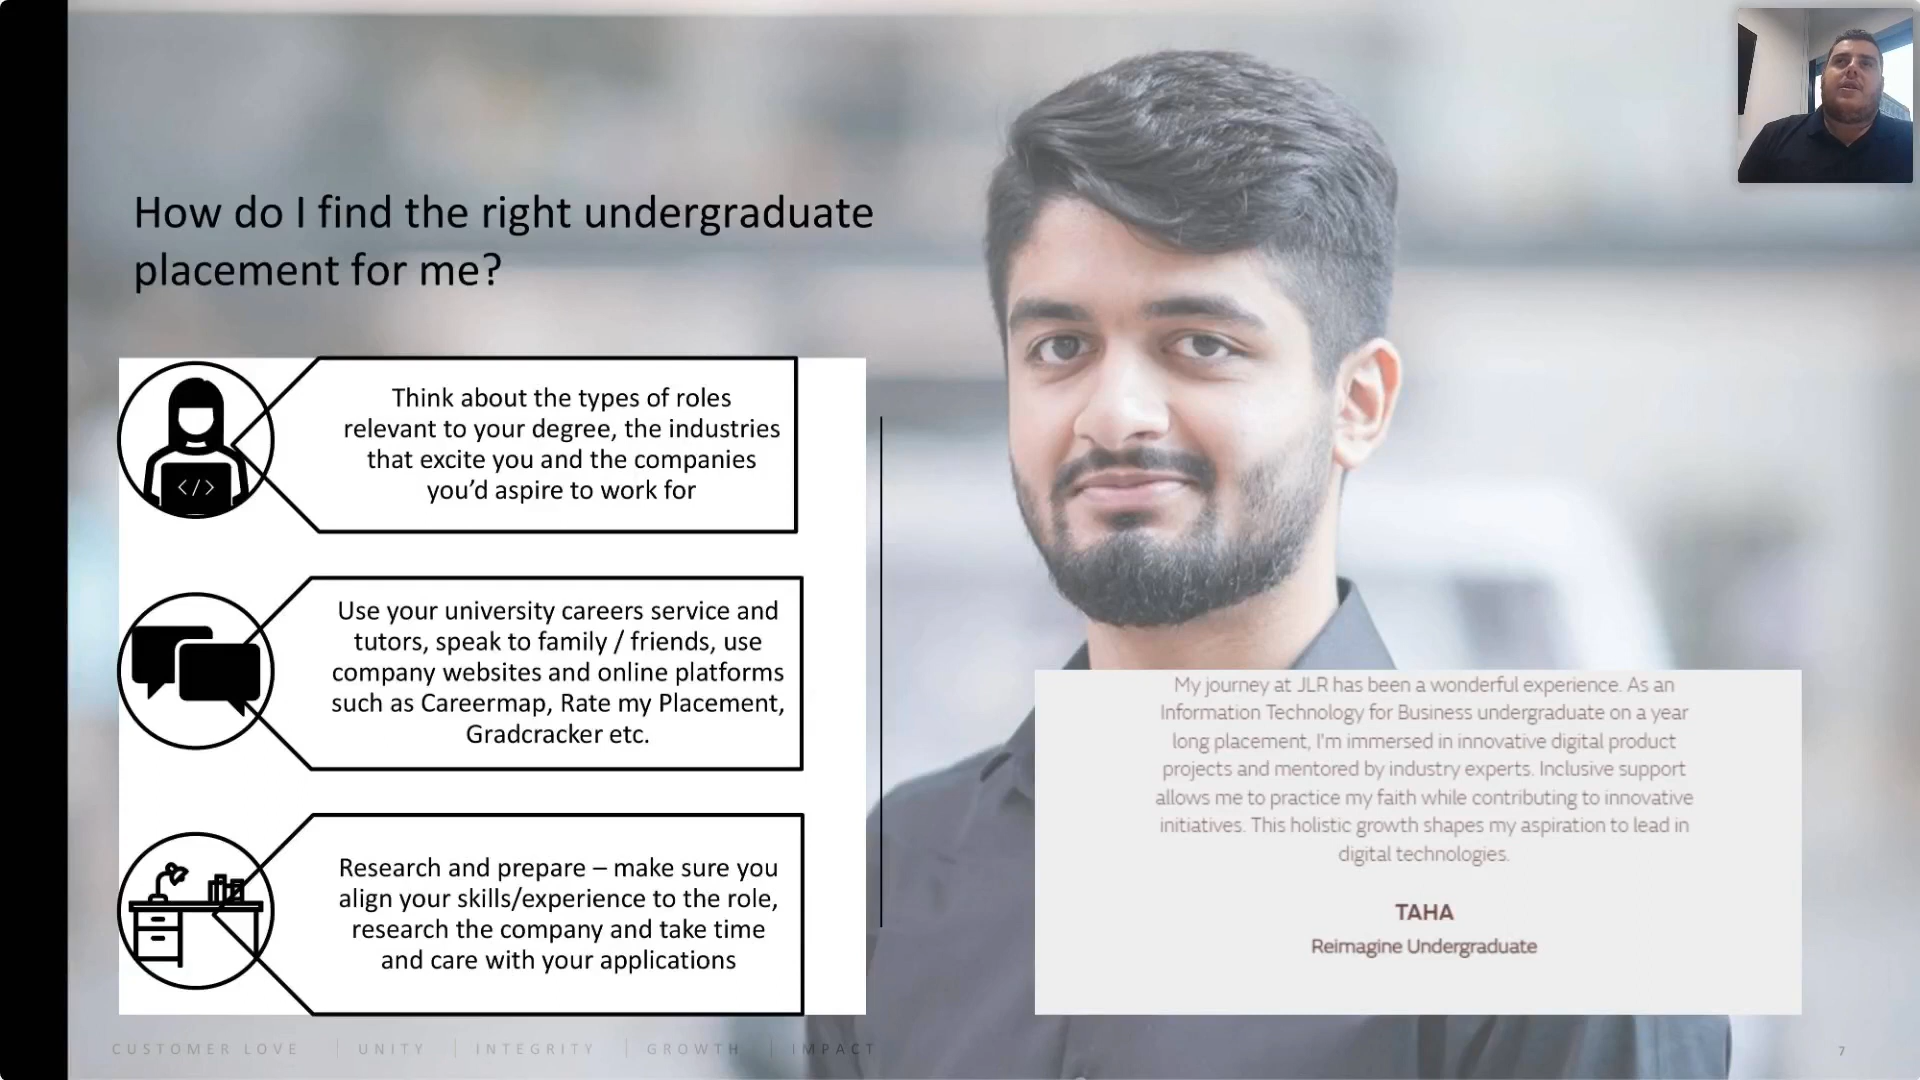 How do I find the right undergraduate
placement for me?
</>
Think about the types of roles
relevant to your degree, the industries
that excite you and the companies
you’d aspire to work for
Use your university careers service and
tutors, speak to family / friends, use
company websites and online platforms
such as Careermap, Rate my Placement,
Gradcracker etc.
Research and prepare – make sure you
align your skills/experience to the role,
research the company and take time
and care with your applications
My journey at JLR has been a wonderful experience. As an
Information Technology for Business undergraduate on a year
long placement, I'm immersed in innovative digital product
projects and mentored by industry experts. Inclusive support
allows me to practice my faith while contributing to innovative
initiatives. This holistic growth shapes my aspiration to lead in
digital technologies.
TAHA
Reimagine Undergraduate
CUSTOMER LOVE | UNITY | INTEGRITY | GROWTH | IMPACT
7